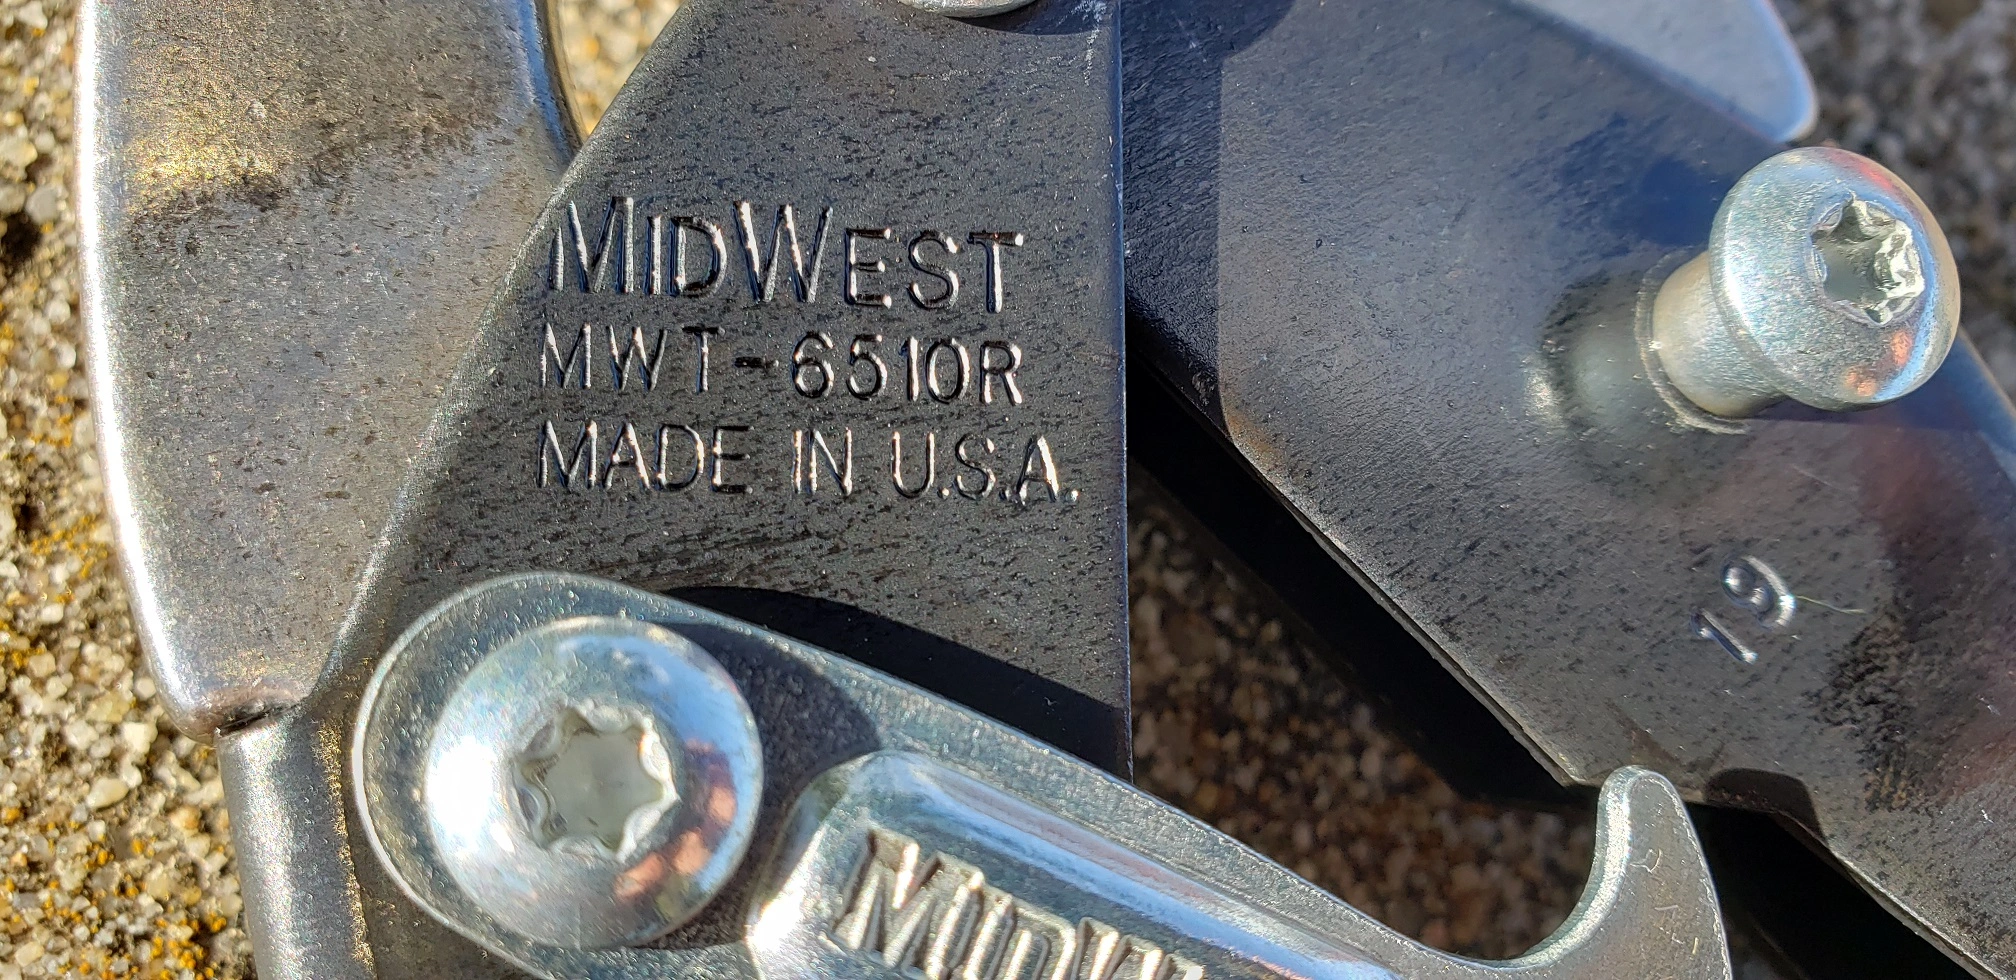 MIDWEST
MWT-6510R
MADE IN U.S.A.
19